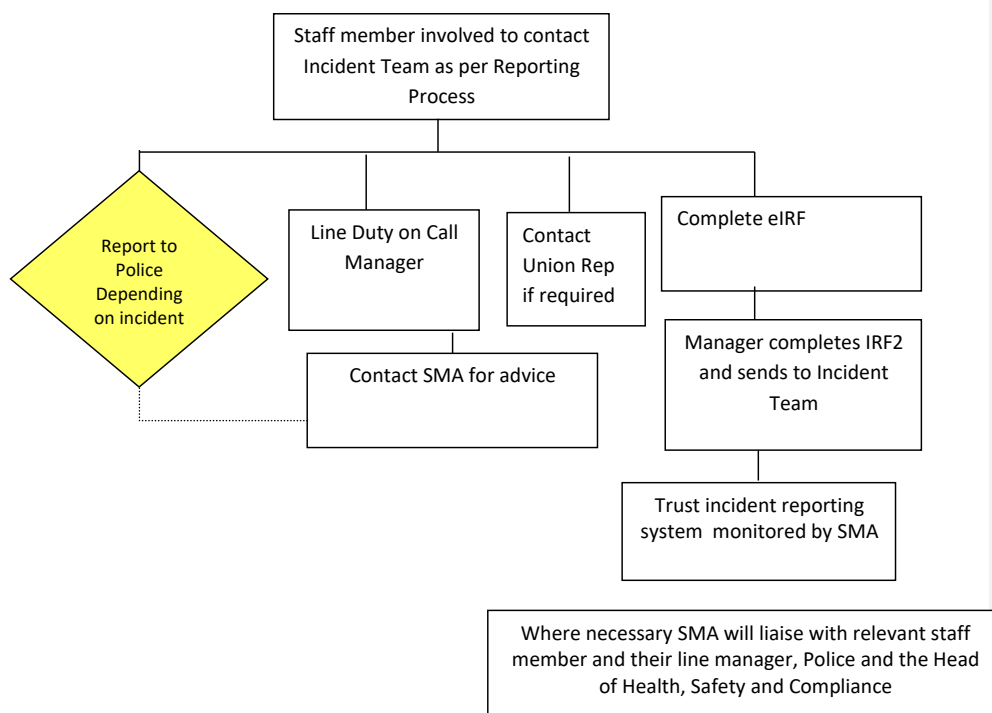 Staff member involved to contact
Incident Team as per Reporting
Process
Report to
Police
Depending
on incident
Line Duty on Call
Manager
Contact
Union Rep
if required
Complete eIRF
Contact SMA for advice
Manager completes IRF2
and sends to Incident
Team
Trust incident reporting
system monitored by SMA
Where necessary SMA will liaise with relevant staff
member and their line manager, Police and the Head
of Health, Safety and Compliance